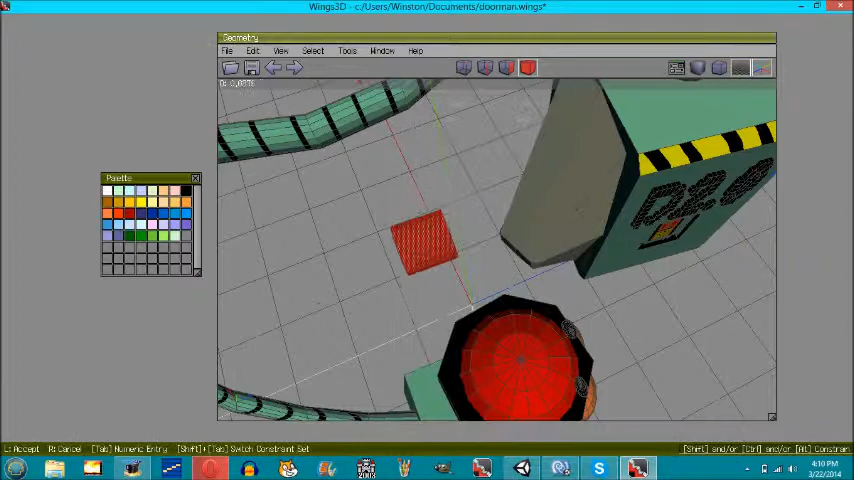 Wings3D - c:/Users/Winston/Documents/doorman.wings*
Geometry
File Edit View Select Tools Window Help
Palette
L: Accept R: Cancel [Tab] Numeric Entry [Shift]+[Tab] Switch Constraint Set
[Shift] and/or [Ctrl] and/or [Alt] Constrain
2003
4:10 PM
3/22/2014